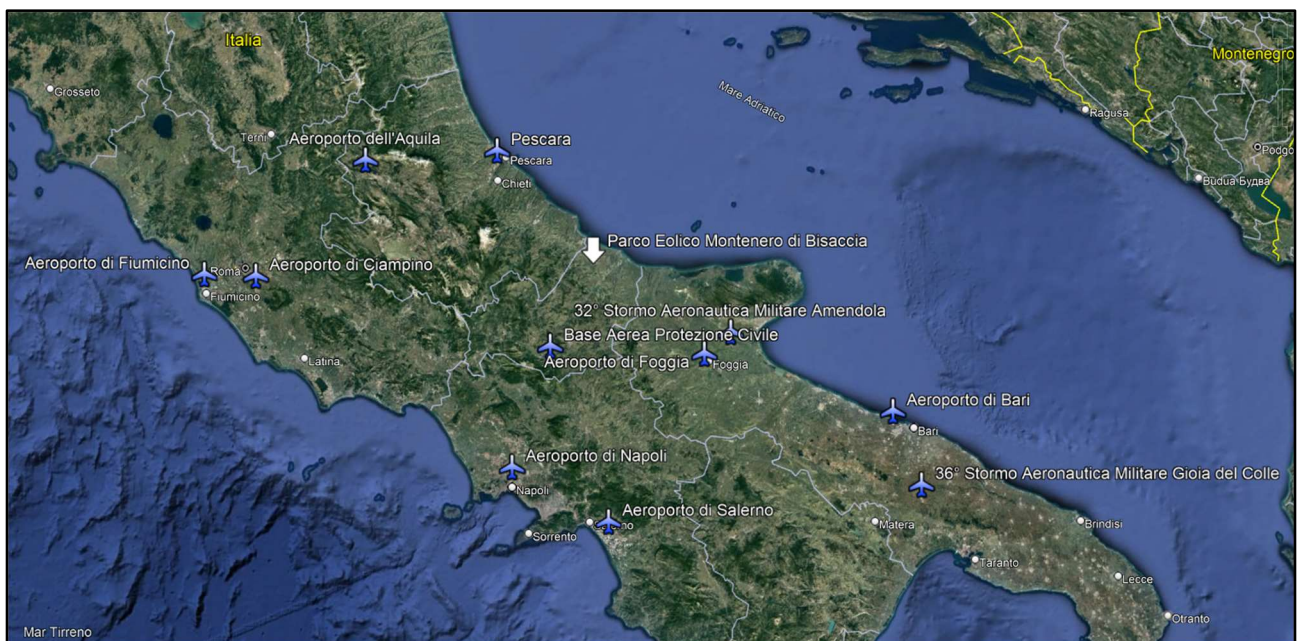 Italia
Montenegro
Grosseto
Mare Adriatico
Ragusa
Terni
Aeroporto dell'Aquila
Pescara
Pescara
Podgo
Chieti
Budua Будва
Parco Eolico Montenero di Bisaccia
Aeroporto di Fiumicino
Roma
Aeroporto di Ciampino
Fiumicino
32° Stormo Aeronautica Militare Amendola
Base Aerea Protezione Civile
Latina
Aeroporto di Foggia
Foggia
Aeroporto di Bari
Bari
Aeroporto di Napoli
36° Stormo Aeronautica Militare Gioia del Colle
Napoli
Aeroporto di Salerno
Sorrento
Matera
Brindisi
Taranto
Lecce
Otranto
Mar Tirreno